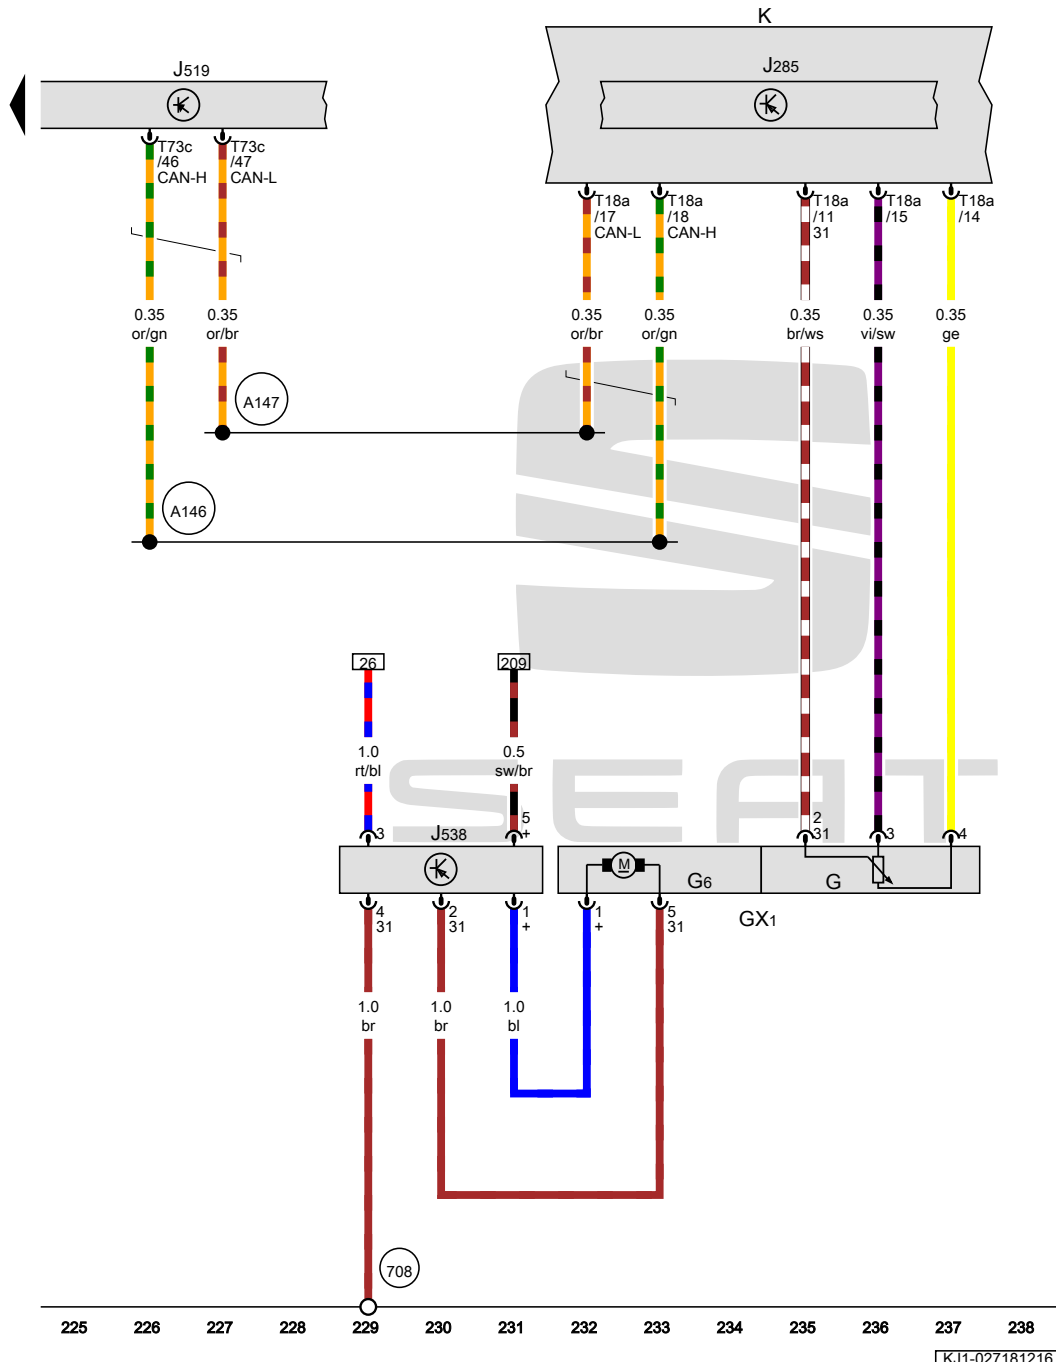 K
J519
J285
T73c
/46
CAN-H
T73c
/47
CAN-L
T18a
/17
CAN-L
T18a
/18
CAN-H
T18a
/11
31
T18a
/15
T18a
/14
0.35
or/gn
0.35
or/br
0.35
or/br
0.35
or/gn
0.35
br/ws
0.35
vi/sw
0.35
ge
A147
A146
26
209
1.0
rt/bl
0.5
sw/br
SEAT
3
J538
5
+
2
31
3
4
M
G6
G
GX1
4
31
2
31
1
+
1
+
5
31
1.0
br
1.0
br
1.0
bl
708
225 226 227 228 229 230 231 232 233 234 235 236 237 238
KJ1-027181216